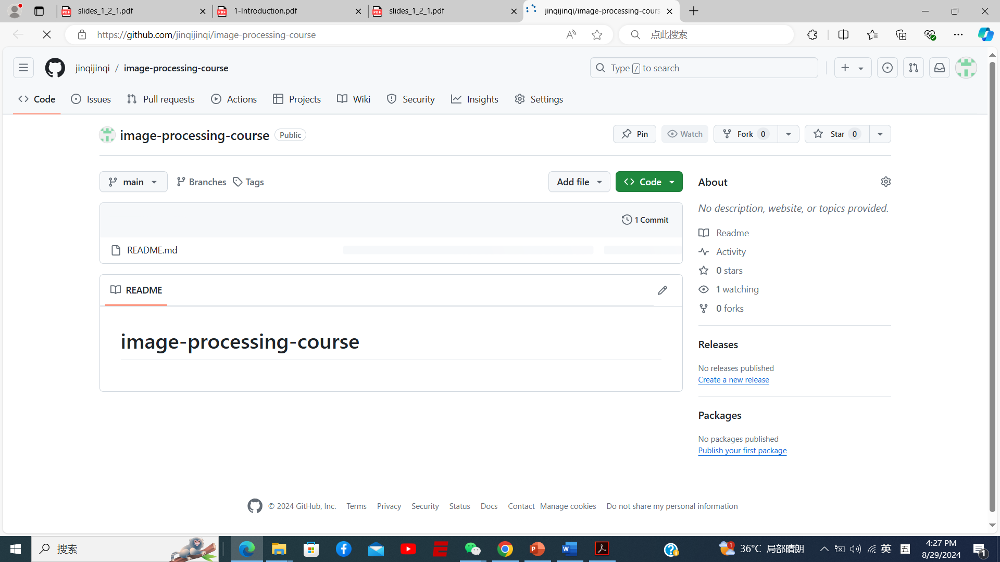 slides_1_2_1.pdf
1-Introduction.pdf
slides_1_2_1.pdf
jinqijinqi/image-processing-cours
https://github.com/jinqijinqi/image-processing-course
点此搜索
jinqijinqi / image-processing-course
Type / to search
Code
Issues
Pull requests
Actions
Projects
Wiki
Security
Insights
Settings
image-processing-course
Public
Pin
Watch
Fork 0
Star 0
main
Branches
Tags
Add file
Code
1 Commit
README.md
README
image-processing-course
About
No description, website, or topics provided.
Readme
Activity
0 stars
1 watching
0 forks
Releases
No releases published
Create a new release
Packages
No packages published
Publish your first package
© 2024 GitHub, Inc. Terms Privacy Security Status Docs Contact Manage cookies Do not share my personal information
搜索
36°C 局部晴朗
英
五
4:27 PM
8/29/2024
1